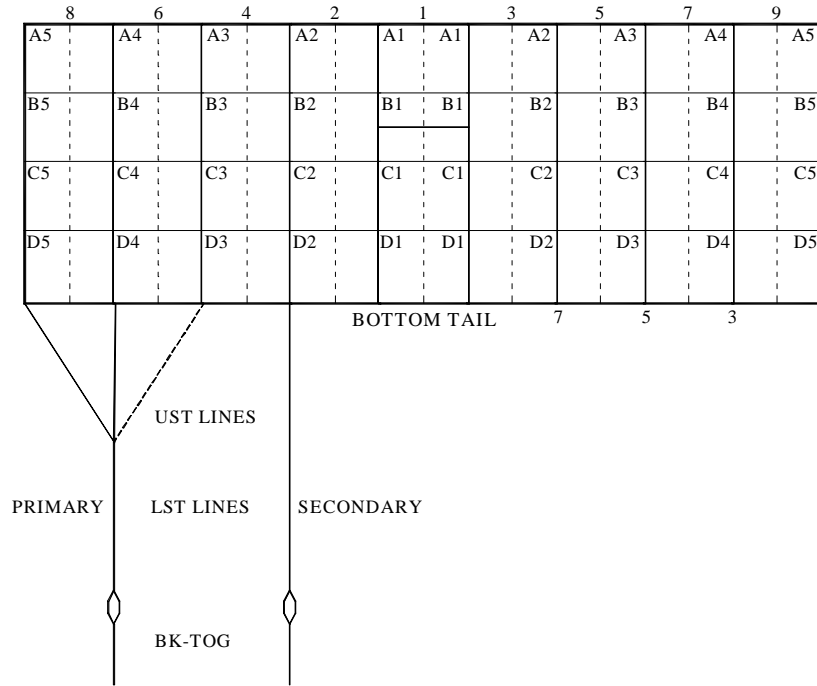 8 6 4 2 1 3 5 7 9
A5 A4 A3 A2 A1 A1 A2 A3 A4 A5
B5 B4 B3 B2 B1 B1 B2 B3 B4 B5
C5 C4 C3 C2 C1 C1 C2 C3 C4 C5
D5 D4 D3 D2 D1 D1 D2 D3 D4 D5
BOTTOM TAIL 7 5 3
UST LINES
PRIMARY LST LINES SECONDARY
BK-TOG